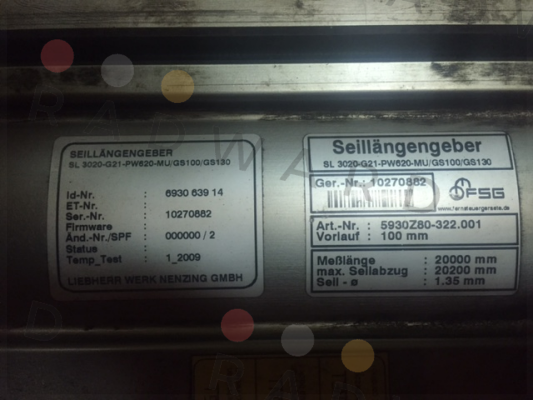 SEILLÄNGENGEBER
SL 3020-G21-PW620-MU/GS100/GS130
Id-Nr. : 6930 639 14
ET-Nr. :
Ser.-Nr. : 10270882
Firmware :
Änd.-Nr./SPF : 000000 / 2
Status :
Temp_Test : 1_2009
LIEBHERR WERK NENZING GMBH
Seillängengeber
SL 3020-G21-PW620-MU/GS100/GS130
Ger.-Nr.: 10270882
FSG
www.fernsteuergeraete.de
Art.-Nr. : 5930Z80-322.001
Vorlauf : 100 mm
Meßlänge : 20000 mm
max. Seilabzug : 20200 mm
Seil - ø : 1.35 mm